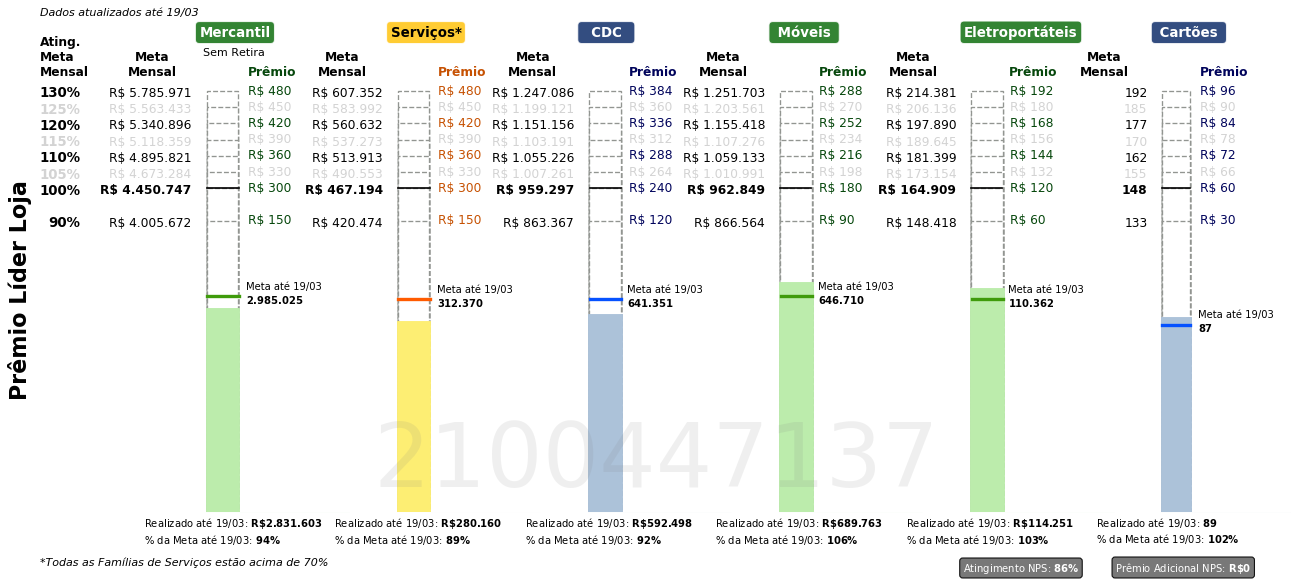 Dados atualizados até 19/03
Mercantil Serviços* CDC Móveis Eletroportáteis Cartões
Sem Retira
Ating. Meta Mensal
Meta Mensal Prêmio Meta Mensal Prêmio Meta Mensal Prêmio Meta Mensal Prêmio Meta Mensal Prêmio Meta Mensal Prêmio
130% R$ 5.785.971 R$ 480 R$ 607.352 R$ 480 R$ 1.247.086 R$ 384 R$ 1.251.703 R$ 288 R$ 214.381 R$ 192 192 R$ 96
125% R$ 5.563.433 R$ 450 R$ 583.992 R$ 450 R$ 1.199.121 R$ 360 R$ 1.203.561 R$ 270 R$ 206.136 R$ 180 185 R$ 90
120% R$ 5.340.896 R$ 420 R$ 560.632 R$ 420 R$ 1.151.156 R$ 336 R$ 1.155.418 R$ 252 R$ 197.890 R$ 168 177 R$ 84
115% R$ 5.118.359 R$ 390 R$ 537.273 R$ 390 R$ 1.103.191 R$ 312 R$ 1.107.276 R$ 234 R$ 189.645 R$ 156 170 R$ 78
110% R$ 4.895.821 R$ 360 R$ 513.913 R$ 360 R$ 1.055.226 R$ 288 R$ 1.059.133 R$ 216 R$ 181.399 R$ 144 162 R$ 72
105% R$ 4.673.284 R$ 330 R$ 490.553 R$ 330 R$ 1.007.261 R$ 264 R$ 1.010.991 R$ 198 R$ 173.154 R$ 132 155 R$ 66
100% R$ 4.450.747 R$ 300 R$ 467.194 R$ 300 R$ 959.297 R$ 240 R$ 962.849 R$ 180 R$ 164.909 R$ 120 148 R$ 60
90% R$ 4.005.672 R$ 150 R$ 420.474 R$ 150 R$ 863.367 R$ 120 R$ 866.564 R$ 90 R$ 148.418 R$ 60 133 R$ 30
Prêmio Líder Loja
Meta até 19/03 Meta até 19/03 Meta até 19/03 Meta até 19/03 Meta até 19/03 Meta até 19/03
2.985.025 312.370 641.351 646.710 110.362 87
2100447137
Realizado até 19/03: R$2.831.603 Realizado até 19/03: R$280.160 Realizado até 19/03: R$592.498 Realizado até 19/03: R$689.763 Realizado até 19/03: R$114.251 Realizado até 19/03: 89
% da Meta até 19/03: 94% % da Meta até 19/03: 89% % da Meta até 19/03: 92% % da Meta até 19/03: 106% % da Meta até 19/03: 103% % da Meta até 19/03: 102%
*Todas as Famílias de Serviços estão acima de 70%
Atingimento NPS: 86% Prêmio Adicional NPS: R$0